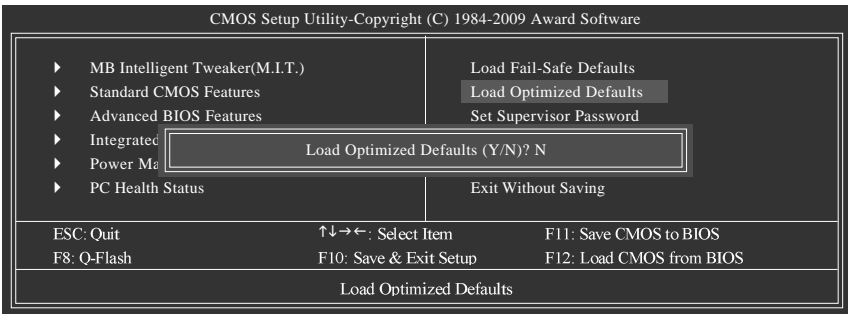 CMOS Setup Utility-Copyright (C) 1984-2009 Award Software
MB Intelligent Tweaker(M.I.T.)
Standard CMOS Features
Advanced BIOS Features
Integrated
Power Ma
PC Health Status
Load Fail-Safe Defaults
Load Optimized Defaults
Set Supervisor Password
Exit Without Saving
Load Optimized Defaults (Y/N)? N
ESC: Quit ↑↓→←: Select Item F11: Save CMOS to BIOS
F8: Q-Flash F10: Save & Exit Setup F12: Load CMOS from BIOS
Load Optimized Defaults